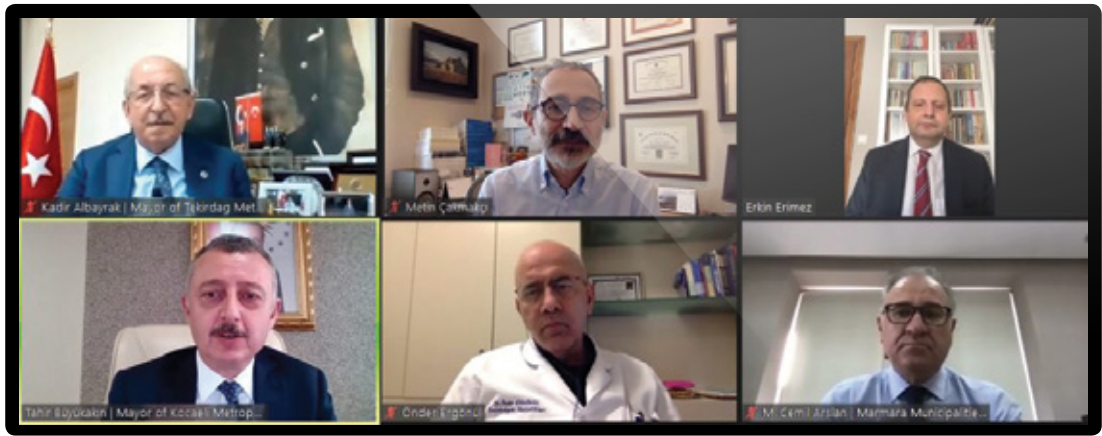 Kadir Albayrak | Mayor of Tekirdag Met...
Metin Çakmakçı
Erkin Erimez
Tahir Büyükakın | Mayor of Kocaeli Metrop...
Önder Ergönül
M. Cemil Arslan | Marmara Municipalitie...